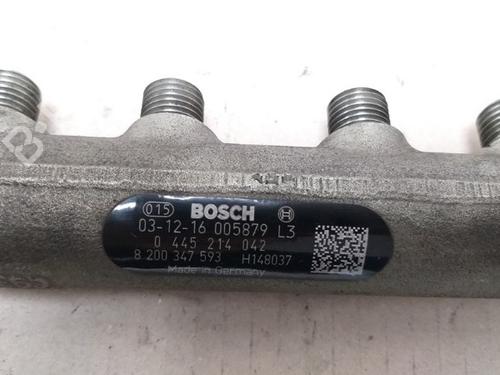 015 BOSCH
03-12-16 005879 L3
0 445 214 042
8 200 347 593 H148037
Made in Germany